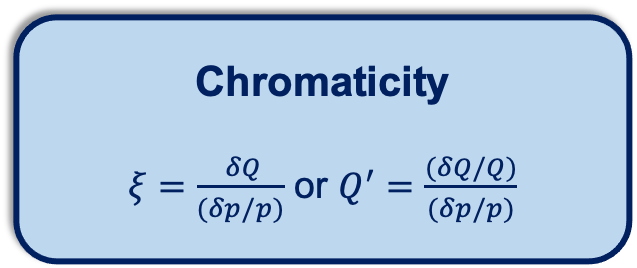 Chromaticity
ξ = δQ/(δp/p) or Q′ = (δQ/Q)/(δp/p)